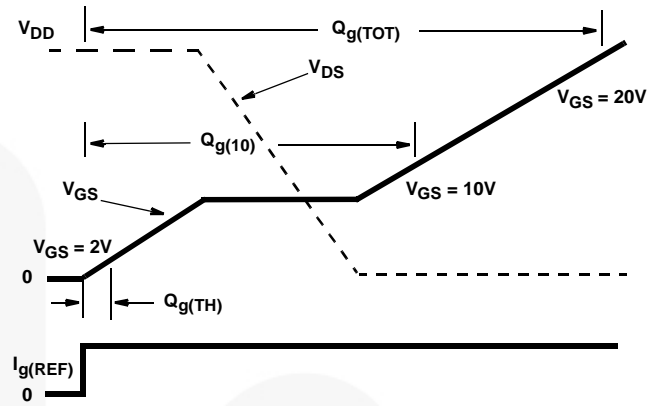 V_DD
Q_g(TOT)
V_DS
V_GS = 20V
Q_g(10)
V_GS
V_GS = 10V
V_GS = 2V
0
Q_g(TH)
I_g(REF)
0